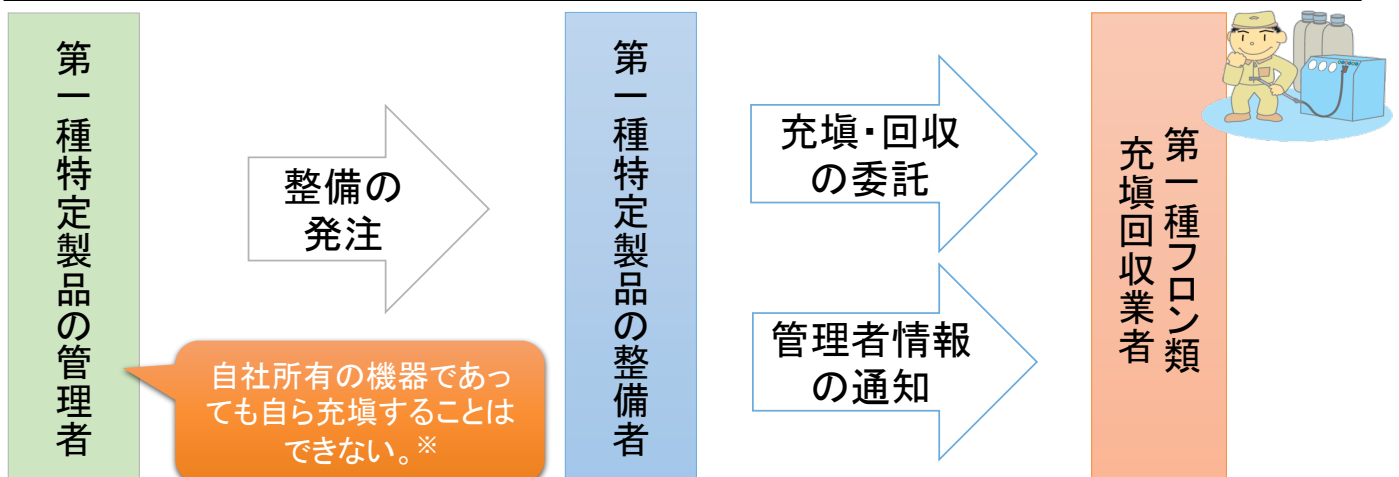 第一種特定製品の管理者
整備の
発注
自社所有の機器であっ
ても自ら充塡することは
できない。※
第一種特定製品の整備者
充塡・回収
の委託
管理者情報
の通知
第一種フロン類
充塡回収業者